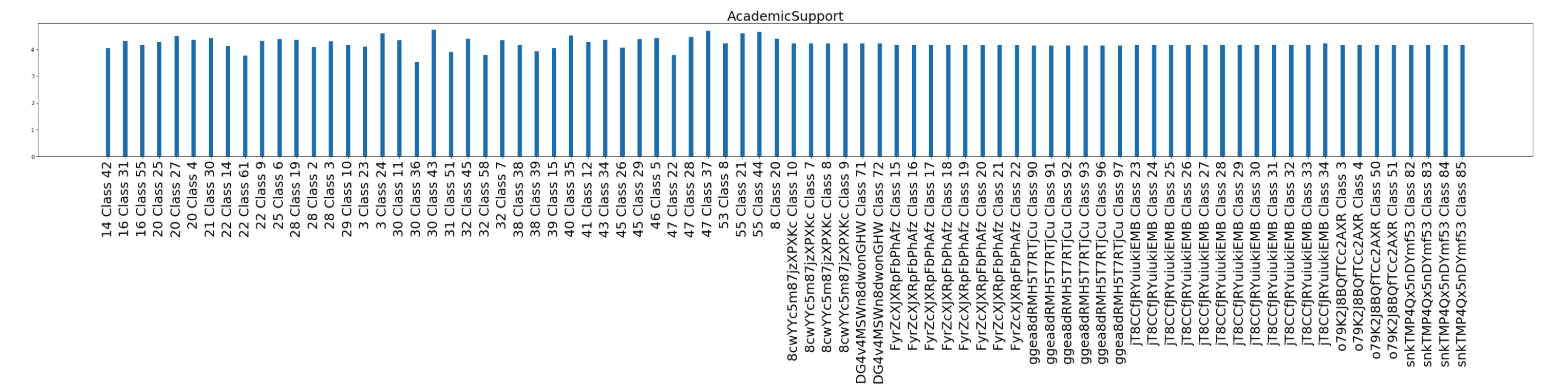 AcademicSupport
4
3
2
1
0
14 Class 42
16 Class 31
16 Class 55
20 Class 25
20 Class 27
20 Class 4
21 Class 30
22 Class 14
22 Class 61
22 Class 9
25 Class 6
28 Class 19
28 Class 2
28 Class 3
29 Class 10
3 Class 23
3 Class 24
30 Class 11
30 Class 36
30 Class 43
31 Class 51
32 Class 45
32 Class 58
32 Class 7
38 Class 38
38 Class 39
39 Class 15
40 Class 35
41 Class 12
43 Class 34
45 Class 26
45 Class 29
46 Class 5
47 Class 22
47 Class 28
47 Class 37
53 Class 8
55 Class 21
55 Class 44
8 Class 20
8cwYYc5m87jzXPXKc Class 10
8cwYYc5m87jzXPXKc Class 7
8cwYYc5m87jzXPXKc Class 8
8cwYYc5m87jzXPXKc Class 9
DG4v4MSWn8dwonGHW Class 71
DG4v4MSWn8dwonGHW Class 72
FyrZcXJXRpFbPhAfz Class 15
FyrZcXJXRpFbPhAfz Class 16
FyrZcXJXRpFbPhAfz Class 17
FyrZcXJXRpFbPhAfz Class 18
FyrZcXJXRpFbPhAfz Class 19
FyrZcXJXRpFbPhAfz Class 20
FyrZcXJXRpFbPhAfz Class 21
FyrZcXJXRpFbPhAfz Class 22
ggea8dRMH5T7RTjCu Class 90
ggea8dRMH5T7RTjCu Class 91
ggea8dRMH5T7RTjCu Class 92
ggea8dRMH5T7RTjCu Class 93
ggea8dRMH5T7RTjCu Class 96
ggea8dRMH5T7RTjCu Class 97
jT8CCfJRYuiukiEMB Class 23
jT8CCfJRYuiukiEMB Class 24
jT8CCfJRYuiukiEMB Class 25
jT8CCfJRYuiukiEMB Class 26
jT8CCfJRYuiukiEMB Class 27
jT8CCfJRYuiukiEMB Class 28
jT8CCfJRYuiukiEMB Class 29
jT8CCfJRYuiukiEMB Class 30
jT8CCfJRYuiukiEMB Class 31
jT8CCfJRYuiukiEMB Class 32
jT8CCfJRYuiukiEMB Class 33
jT8CCfJRYuiukiEMB Class 34
o79K2J8BQfTCc2AXR Class 3
o79K2J8BQfTCc2AXR Class 4
o79K2J8BQfTCc2AXR Class 50
o79K2J8BQfTCc2AXR Class 51
snkTMP4Qx5nDYmf53 Class 82
snkTMP4Qx5nDYmf53 Class 83
snkTMP4Qx5nDYmf53 Class 84
snkTMP4Qx5nDYmf53 Class 85